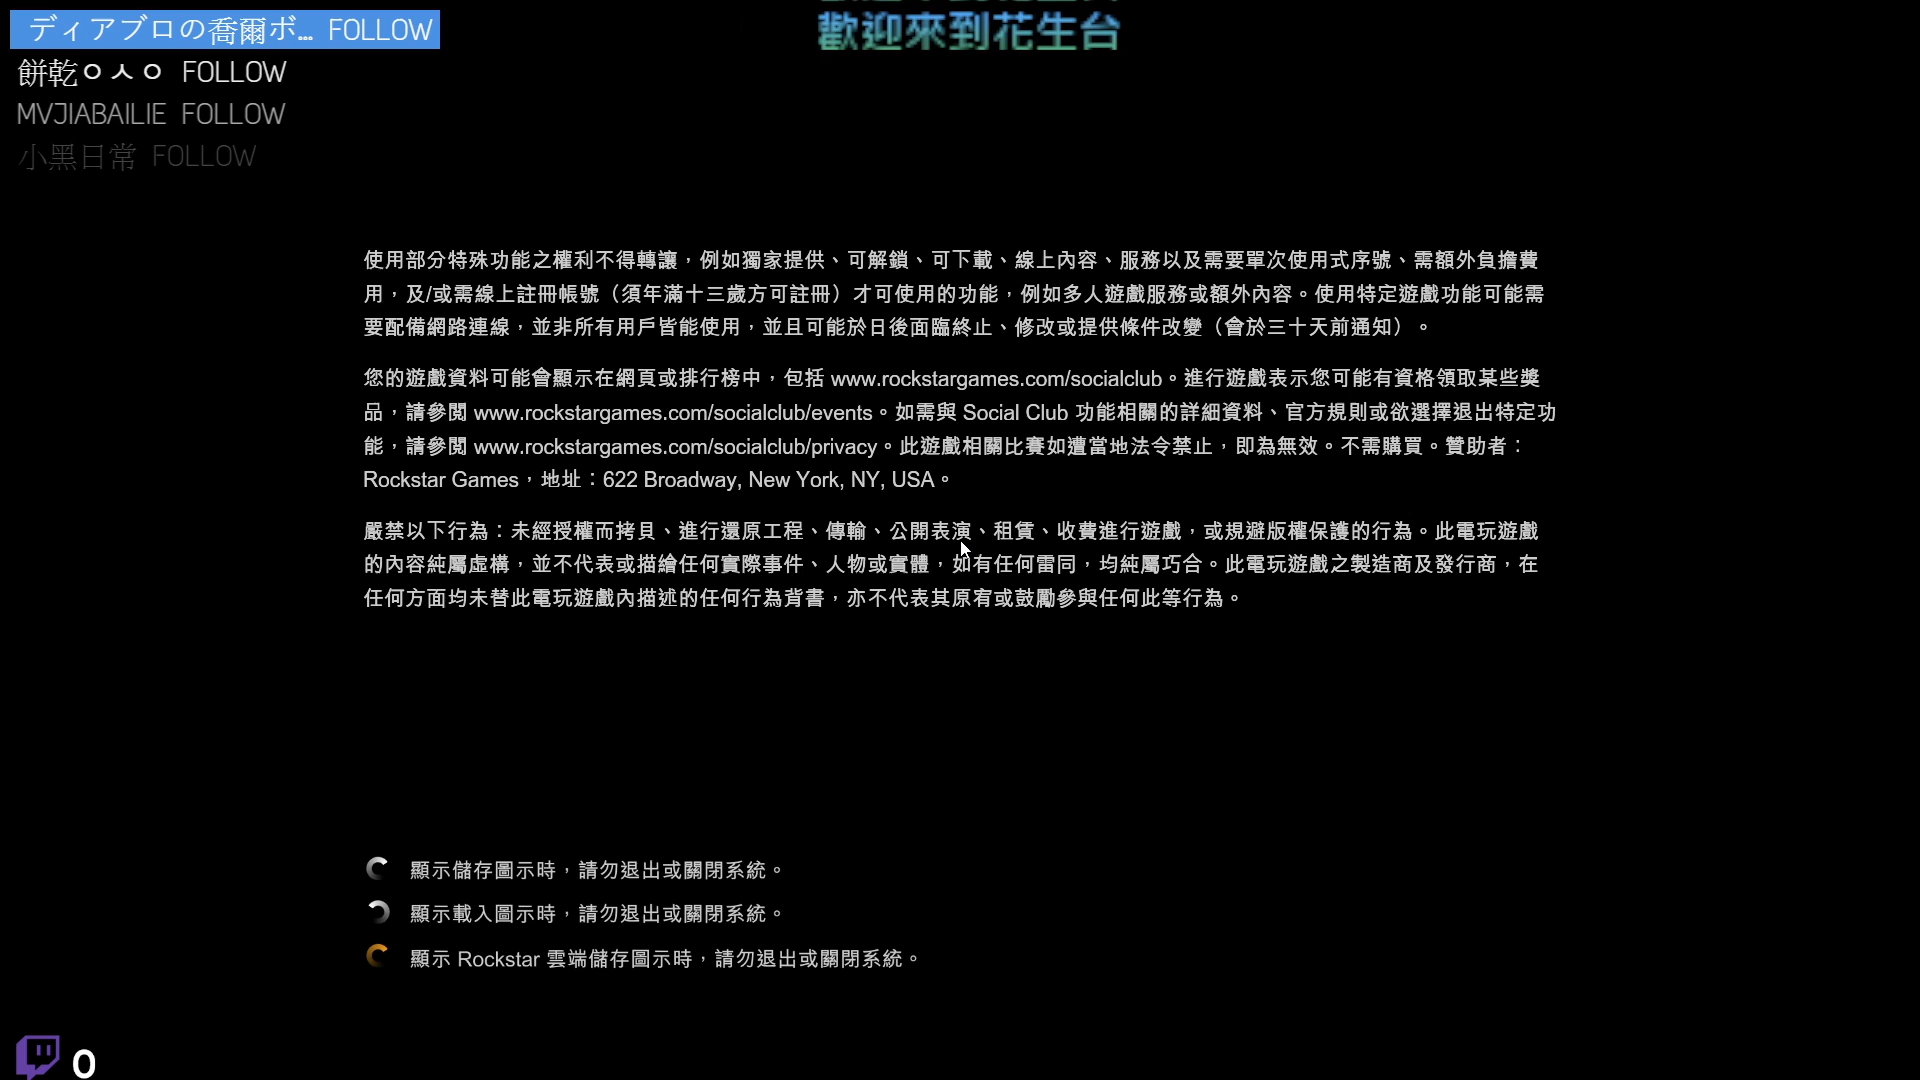 ディアブロの喬爾ボ... FOLLOW
歡迎來到花生台
餅乾ㅇㅅㅇ FOLLOW
MVJIABAILIE FOLLOW
小黑日常 FOLLOW
使用部分特殊功能之權利不得轉讓，例如獨家提供、可解鎖、可下載、線上內容、服務以及需要單次使用式序號、需額外負擔費
用，及/或需線上註冊帳號（須年滿十三歲方可註冊）才可使用的功能，例如多人遊戲服務或額外內容。使用特定遊戲功能可能需
要配備網路連線，並非所有用戶皆能使用，並且可能於日後面臨終止、修改或提供條件改變（會於三十天前通知）。
您的遊戲資料可能會顯示在網頁或排行榜中，包括 www.rockstargames.com/socialclub。進行遊戲表示您可能有資格領取某些獎
品，請參閱 www.rockstargames.com/socialclub/events。如需與 Social Club 功能相關的詳細資料、官方規則或欲選擇退出特定功
能，請參閱 www.rockstargames.com/socialclub/privacy。此遊戲相關比賽如遭當地法令禁止，即為無效。不需購買。贊助者：
Rockstar Games，地址：622 Broadway, New York, NY, USA。
嚴禁以下行為：未經授權而拷貝、進行還原工程、傳輸、公開表演、租賃、收費進行遊戲，或規避版權保護的行為。此電玩遊戲
的內容純屬虛構，並不代表或描繪任何實際事件、人物或實體，如有任何雷同，均純屬巧合。此電玩遊戲之製造商及發行商，在
任何方面均未替此電玩遊戲內描述的任何行為背書，亦不代表其原宥或鼓勵參與任何此等行為。
顯示儲存圖示時，請勿退出或關閉系統。
顯示載入圖示時，請勿退出或關閉系統。
顯示 Rockstar 雲端儲存圖示時，請勿退出或關閉系統。
0